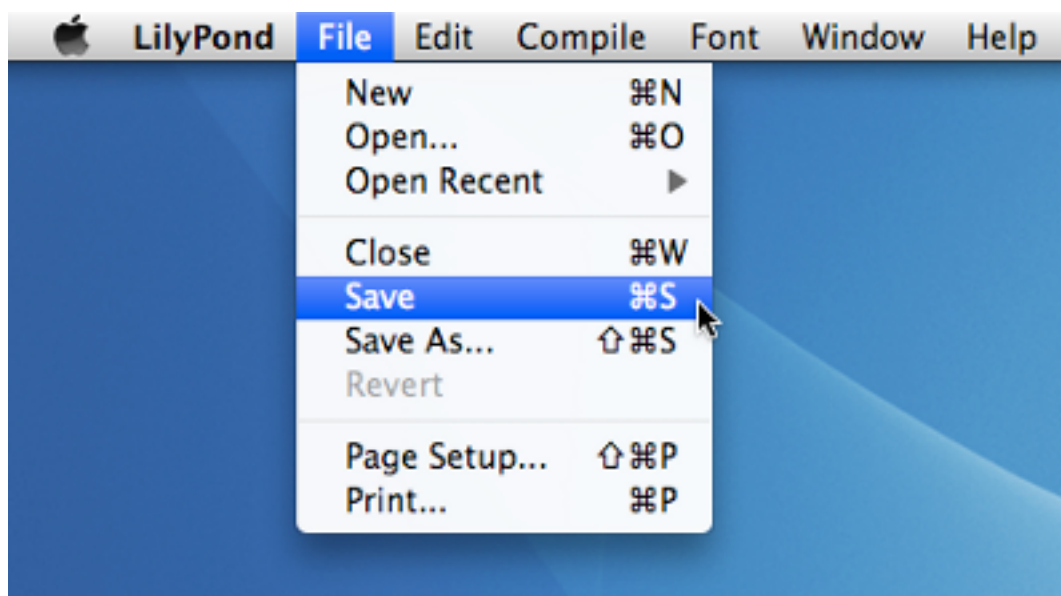 LilyPond File Edit Compile Font Window Help
New ⌘N
Open... ⌘O
Open Recent ▶
Close ⌘W
Save ⌘S
Save As... ⇧⌘S
Revert
Page Setup... ⇧⌘P
Print... ⌘P